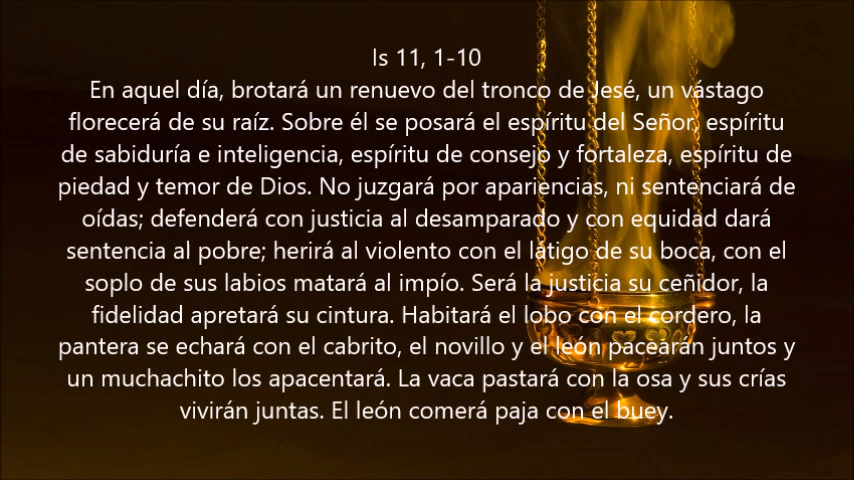 Is 11, 1-10
En aquel día, brotará un renuevo del tronco de Jesé, un vástago
florecerá de su raíz. Sobre él se posará el espíritu del Señor, espíritu
de sabiduría e inteligencia, espíritu de consejo y fortaleza, espíritu de
piedad y temor de Dios. No juzgará por apariencias, ni sentenciará de
oídas; defenderá con justicia al desamparado y con equidad dará
sentencia al pobre; herirá al violento con el látigo de su boca, con el
soplo de sus labios matará al impío. Será la justicia su ceñidor, la
fidelidad apretará su cintura. Habitará el lobo con el cordero, la
pantera se echará con el cabrito, el novillo y el león pacearán juntos y
un muchachito los apacentará. La vaca pastará con la osa y sus crías
vivirán juntas. El león comerá paja con el buey.